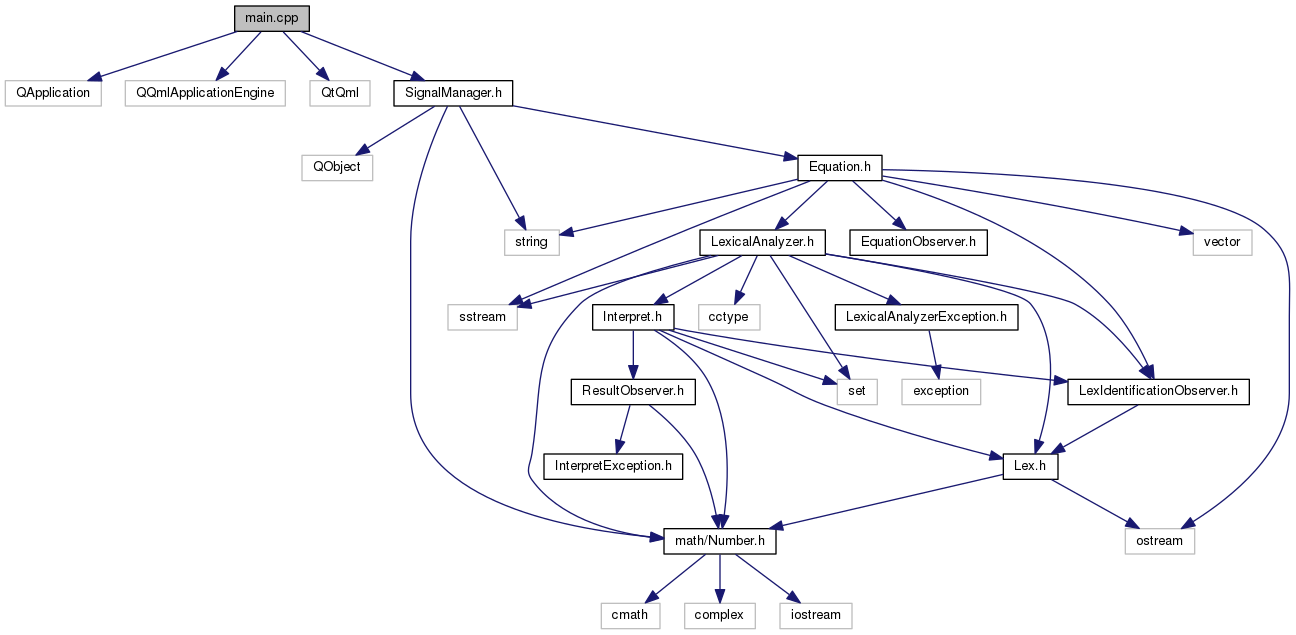 main.cpp
QApplication
QQmlApplicationEngine
QtQml
SignalManager.h
QObject
Equation.h
string
LexicalAnalyzer.h
EquationObserver.h
vector
sstream
Interpret.h
cctype
LexicalAnalyzerException.h
ResultObserver.h
set
exception
LexIdentificationObserver.h
InterpretException.h
Lex.h
math/Number.h
ostream
cmath
complex
iostream